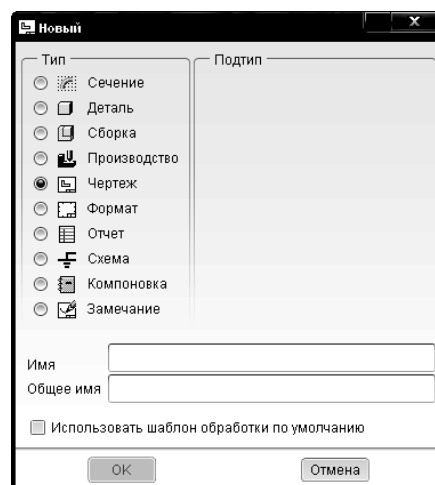 Новый
x
Тип
Подтип
Сечение
Деталь
Сборка
Производство
Чертеж
Формат
Отчет
Схема
Компоновка
Замечание
Имя
Общее имя
Использовать шаблон обработки по умолчанию
OK
Отмена